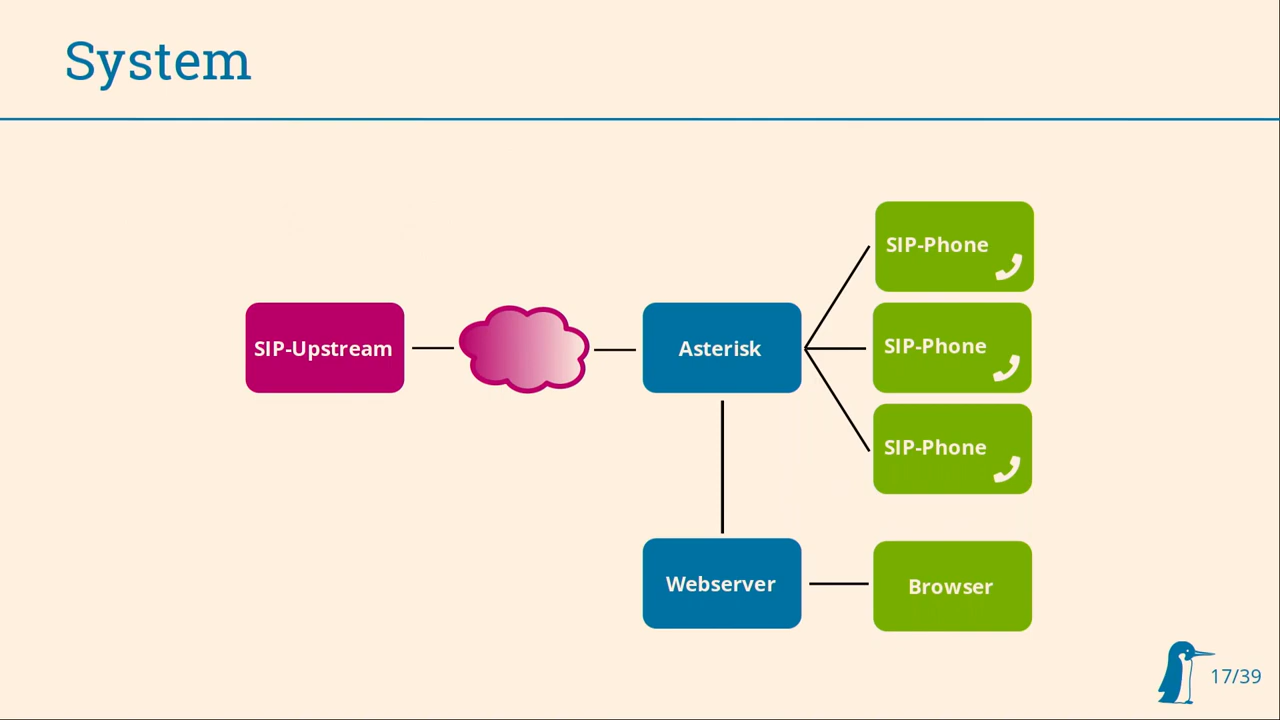 System
SIP-Phone
SIP-Upstream
Asterisk
SIP-Phone
SIP-Phone
Webserver
Browser
17/39